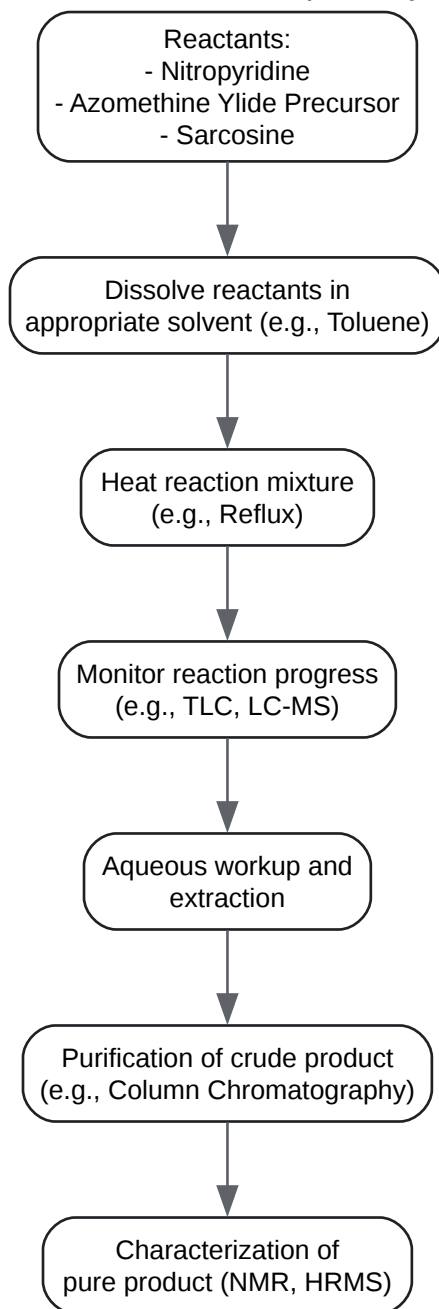 Reactants:
- Nitropyridine
- Azomethine Ylide Precursor
- Sarcosine
Dissolve reactants in
appropriate solvent (e.g., Toluene)
Heat reaction mixture
(e.g., Reflux)
Monitor reaction progress
(e.g., TLC, LC-MS)
Aqueous workup and
extraction
Purification of crude product
(e.g., Column Chromatography)
Characterization of
pure product (NMR, HRMS)